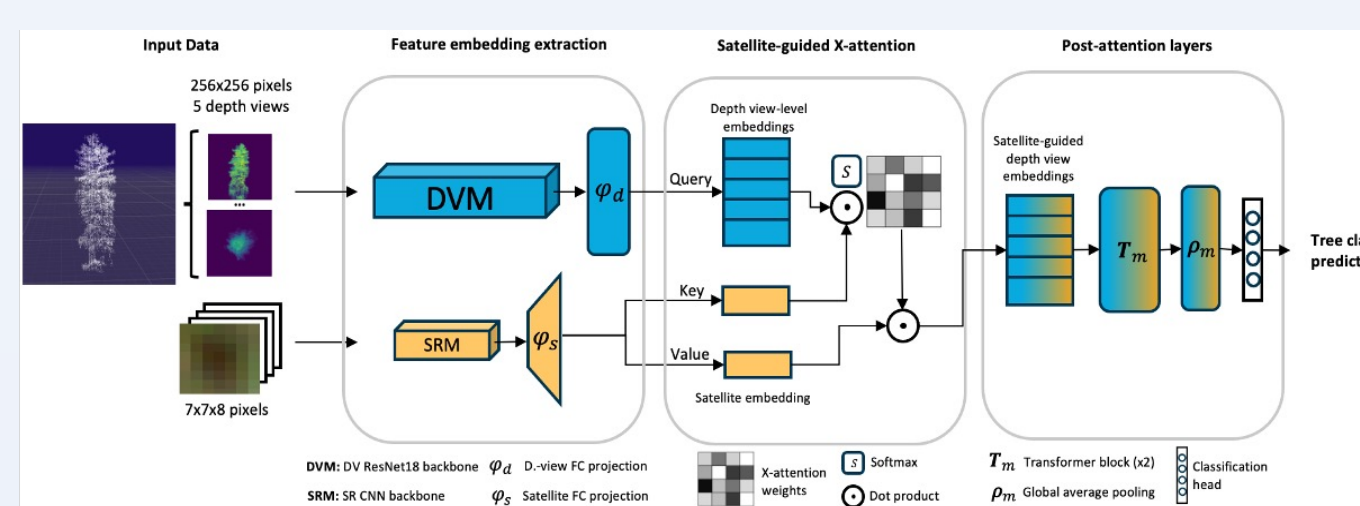 Input Data
Feature embedding extraction
Satellite-guided X-attention
Post-attention layers
256x256 pixels
5 depth views
...
DVM
φd
Query
Depth view-level
embeddings
S
Satellite-guided
depth view
embeddings
Tm
ρm
Tree cla
predict
7x7x8 pixels
SRM
φs
Key
Value
Satellite embedding
DVM: DV ResNet18 backbone
φd D.-view FC projection
SRM: SR CNN backbone
φs Satellite FC projection
X-attention
weights
S Softmax
Dot product
Tm Transformer block (x2)
ρm Global average pooling
Classification
head